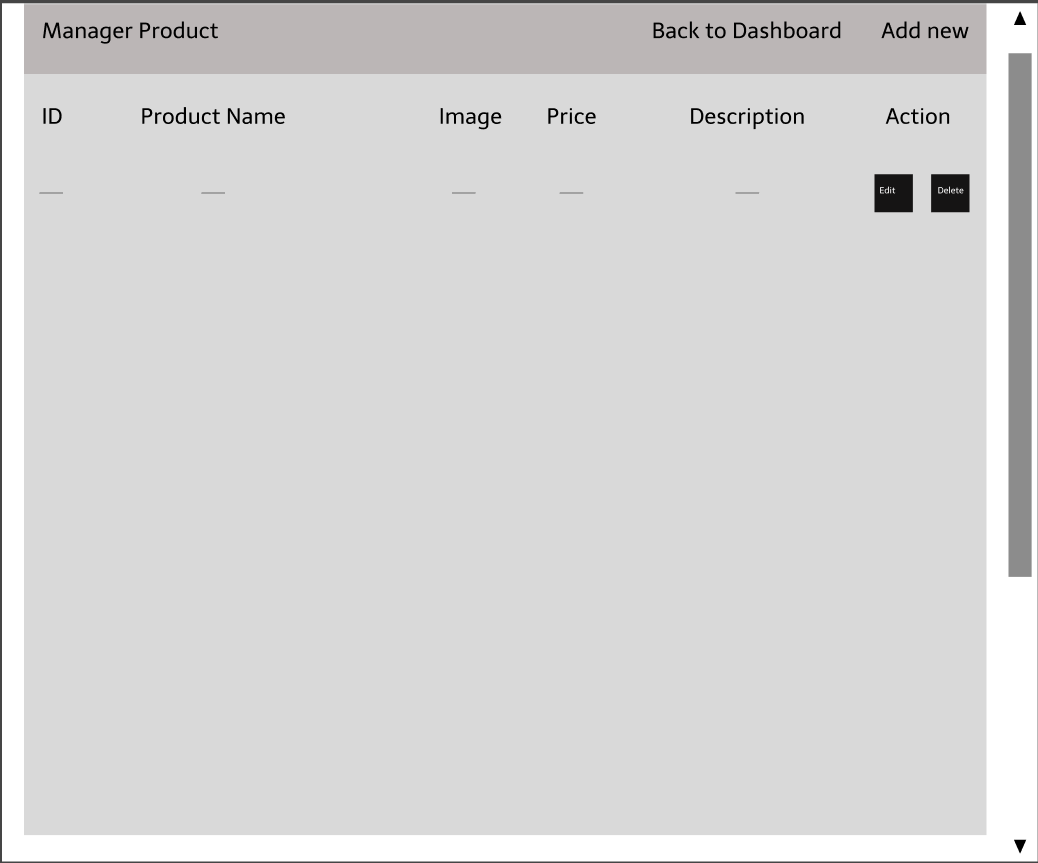 Manager Product Back to Dashboard Add new
ID Product Name Image Price Description Action
Edit Delete